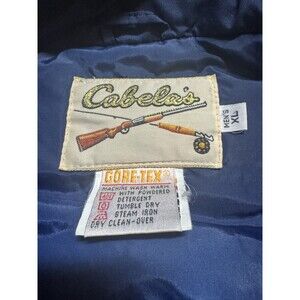 Cabela's
MEN'S
XL
GORE-TEX®
MACHINE WASH WARM
WITH POWDERED
DETERGENT
TUMBLE DRY
STEAM IRON
DRY CLEAN-OVER